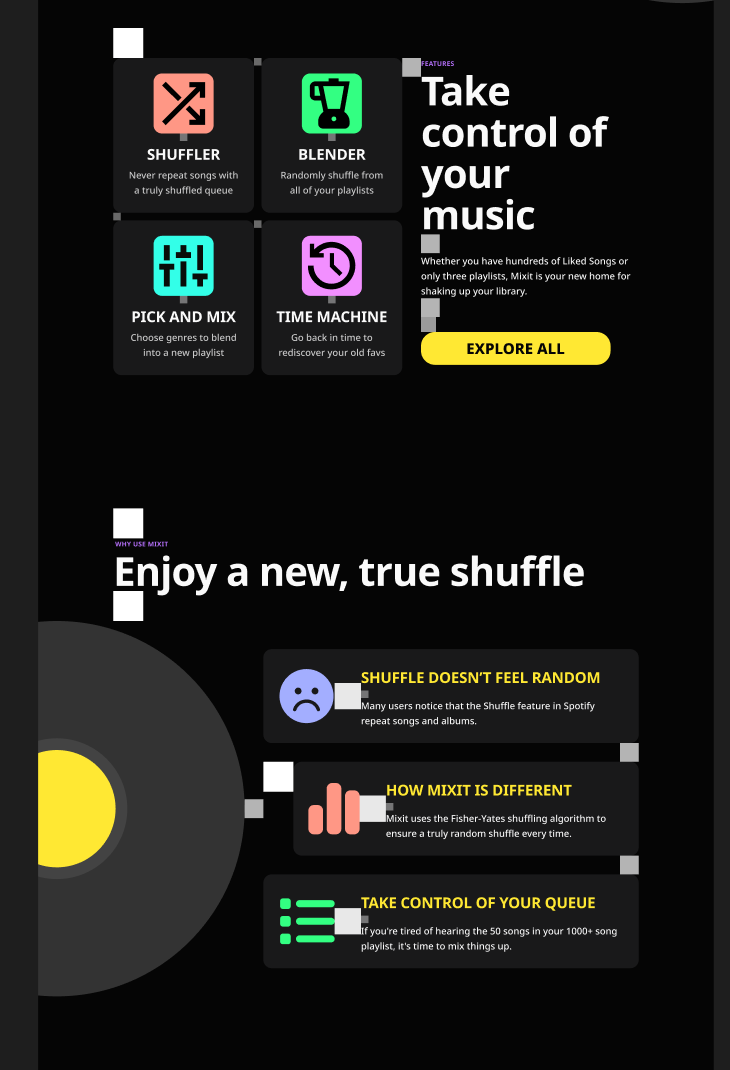 SHUFFLER
Never repeat songs with
a truly shuffled queue
BLENDER
Randomly shuffle from
all of your playlists
PICK AND MIX
Choose genres to blend
into a new playlist
TIME MACHINE
Go back in time to
rediscover your old favs
FEATURES
Take
control of
your
music
Whether you have hundreds of Liked Songs or
only three playlists, Mixit is your new home for
shaking up your library.
EXPLORE ALL
WHY USE MIXIT
Enjoy a new, true shuffle
SHUFFLE DOESN’T FEEL RANDOM
Many users notice that the Shuffle feature in Spotify
repeat songs and albums.
HOW MIXIT IS DIFFERENT
Mixit uses the Fisher-Yates shuffling algorithm to
ensure a truly random shuffle every time.
TAKE CONTROL OF YOUR QUEUE
If you're tired of hearing the 50 songs in your 1000+ song
playlist, it's time to mix things up.